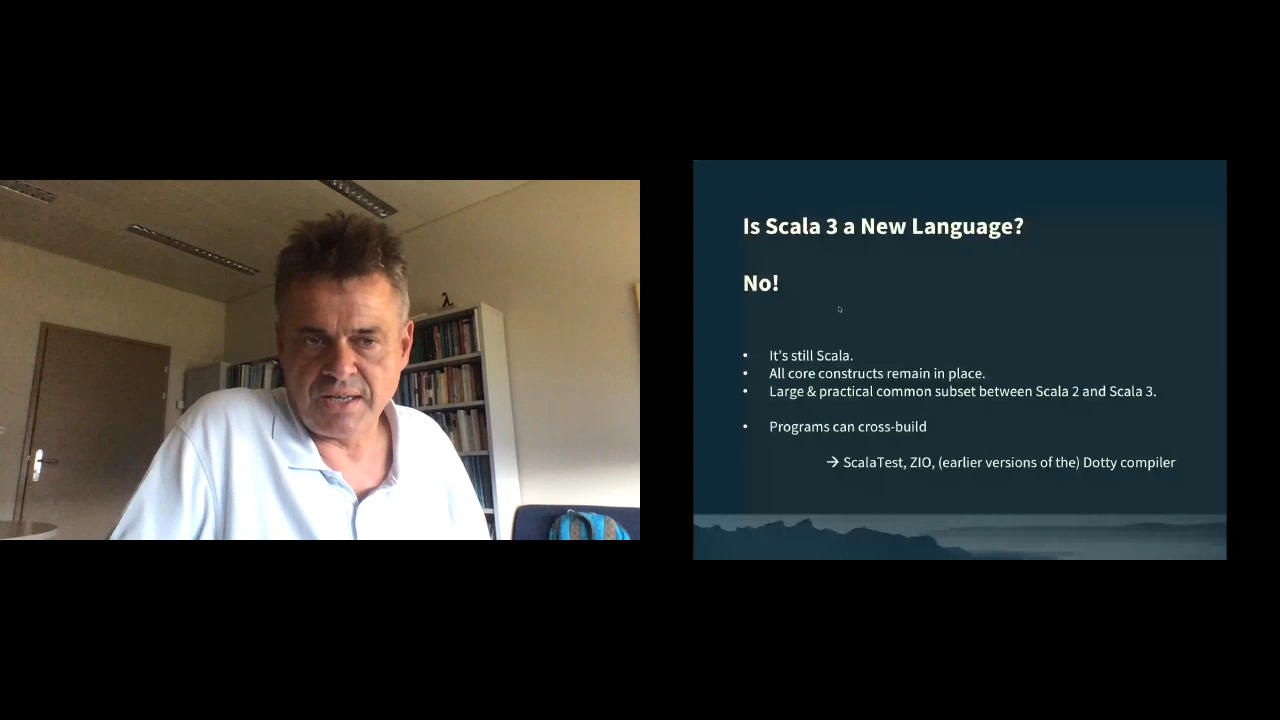 λ
Is Scala 3 a New Language?
No!
• It’s still Scala.
• All core constructs remain in place.
• Large & practical common subset between Scala 2 and Scala 3.
• Programs can cross-build
→ ScalaTest, ZIO, (earlier versions of the) Dotty compiler